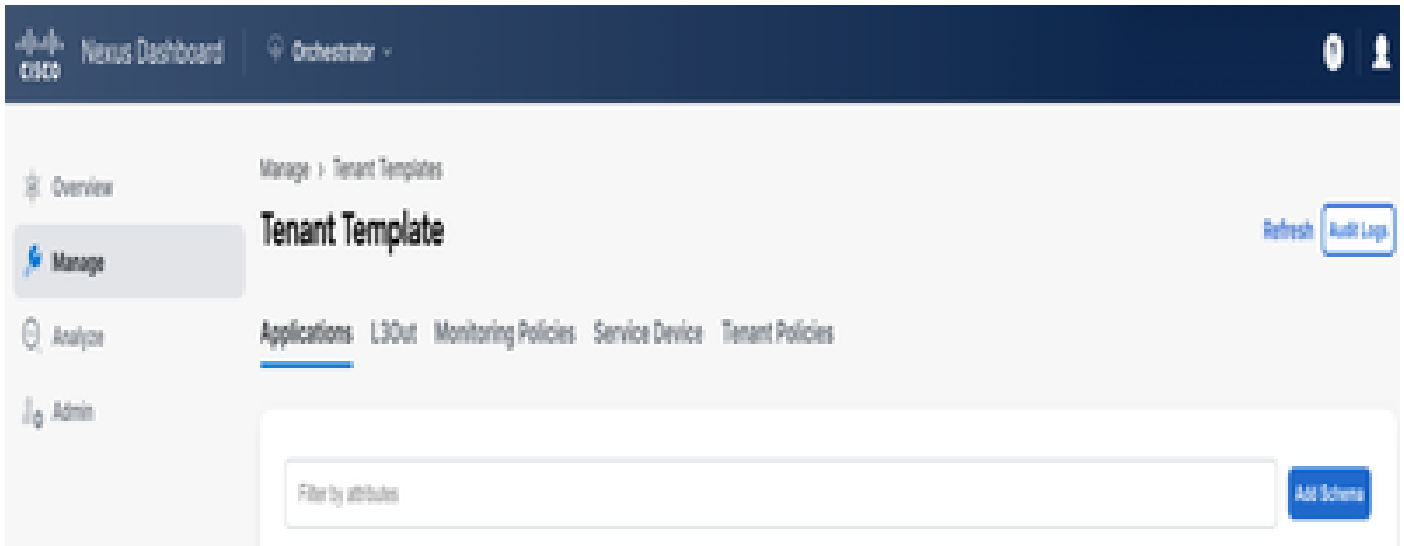 CISCO Nexus Dashboard Orchestrator
Overview
Manage
Analyze
Admin
Manage > Tenant Templates
Tenant Template
Refresh Audit Logs
Applications L3Out Monitoring Policies Service Device Tenant Policies
Filter by attributes Add Schema